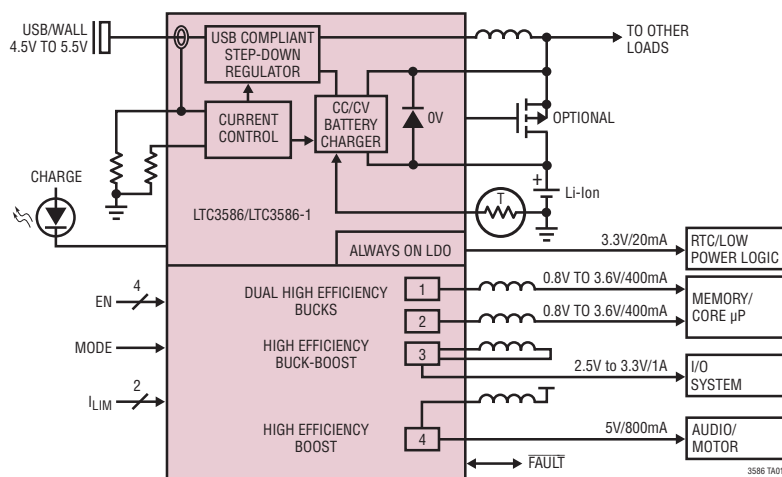 USB/WALL
4.5V TO 5.5V
USB COMPLIANT
STEP-DOWN
REGULATOR
TO OTHER
LOADS
CURRENT
CONTROL
CC/CV
BATTERY
CHARGER
0V
OPTIONAL
CHARGE
T
+
Li-Ion
LTC3586/LTC3586-1
ALWAYS ON LDO
3.3V/20mA
RTC/LOW
POWER LOGIC
EN
4
DUAL HIGH EFFICIENCY
BUCKS
1
0.8V TO 3.6V/400mA
2
0.8V TO 3.6V/400mA
MEMORY/
CORE µP
MODE
HIGH EFFICIENCY
BUCK-BOOST
3
2.5V to 3.3V/1A
I/O
SYSTEM
ILIM
2
HIGH EFFICIENCY
BOOST
4
5V/800mA
AUDIO/
MOTOR
FAULT
3586 TA01